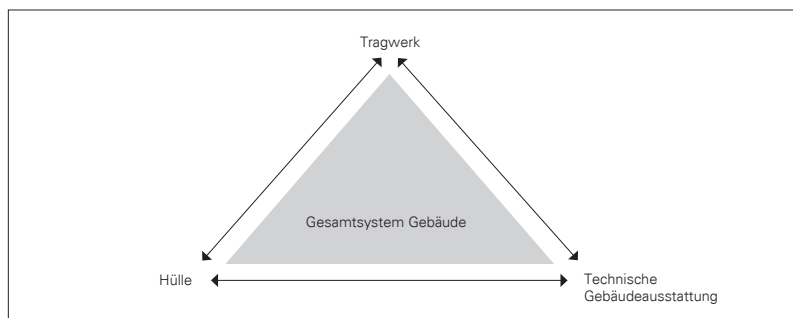 Tragwerk
Gesamtsystem Gebäude
Hülle
Technische
Gebäudeausstattung